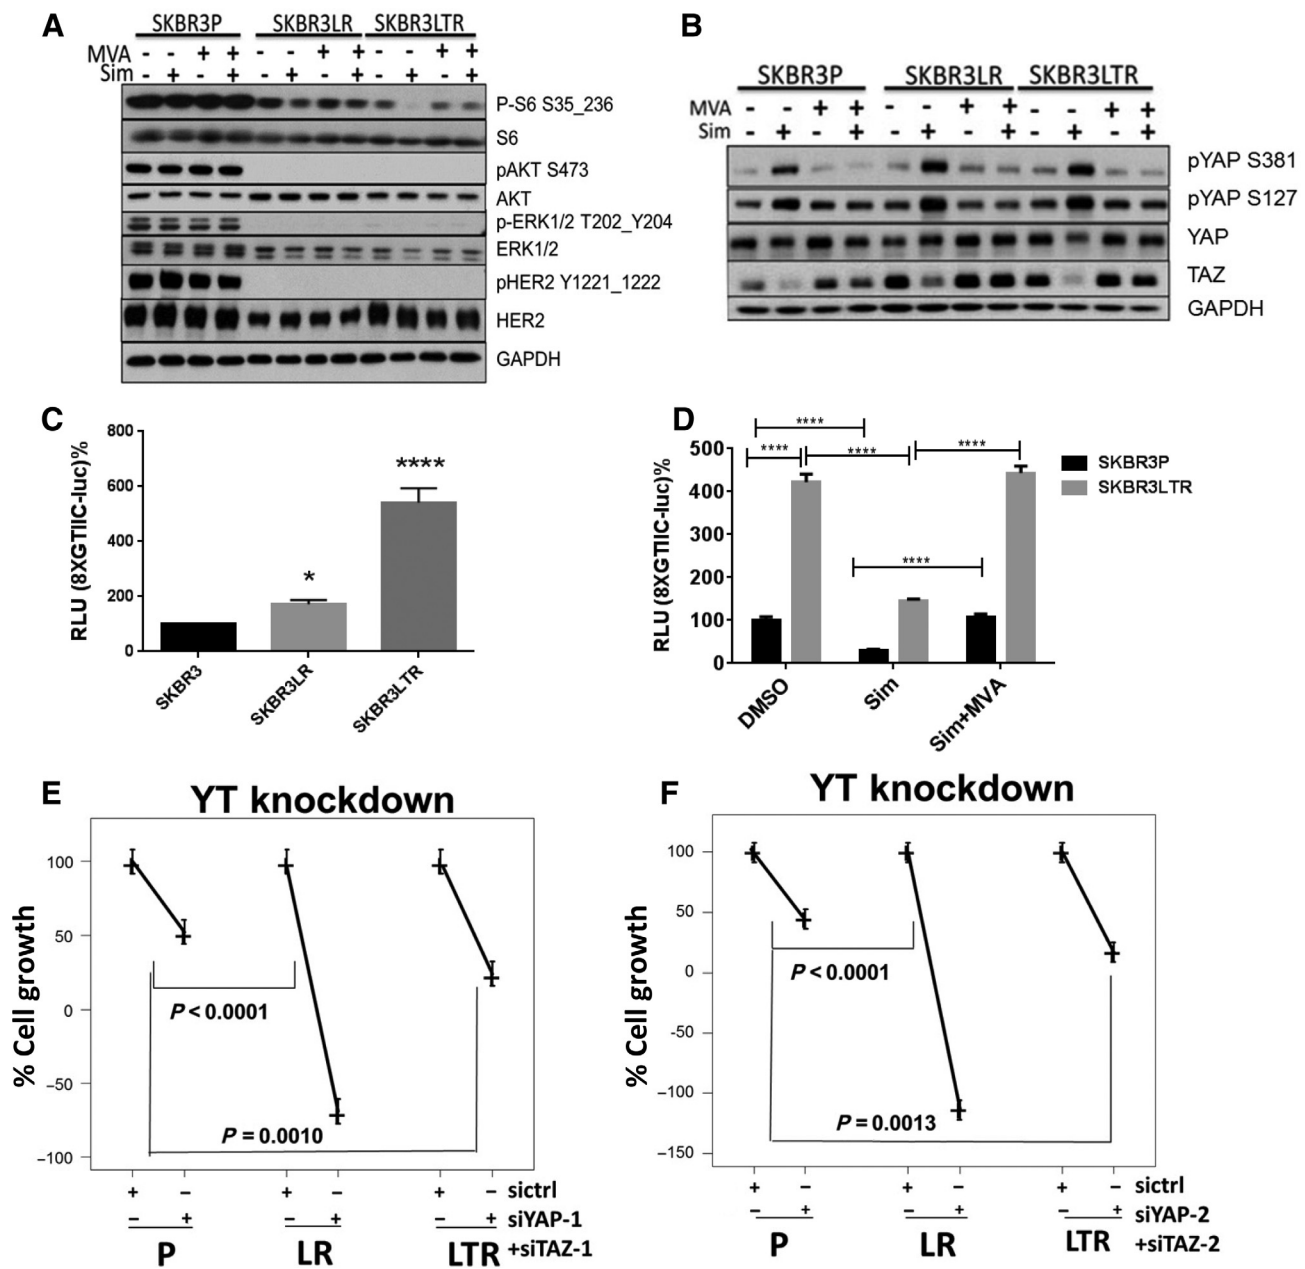 A
SKBR3P SKBR3LR SKBR3LTR
MVA - - + + - - + + - - + +
Sim - + - + - + - + - + - +
P-S6 S35_236
S6
pAKT S473
AKT
p-ERK1/2 T202_Y204
ERK1/2
pHER2 Y1221_1222
HER2
GAPDH
B
SKBR3P SKBR3LR SKBR3LTR
MVA - - + + - - + + - - + +
Sim - + - + - + - + - + - +
pYAP S381
pYAP S127
YAP
TAZ
GAPDH
C
RLU (8XGTIIC-luc)%
800
600
400
200
0
*
****
SKBR3
SKBR3LR
SKBR3LTR
D
RLU (8XGTIIC-luc)%
500
400
300
200
100
0
****
****
****
****
****
SKBR3P
SKBR3LTR
DMSO
Sim
Sim+MVA
E
YT knockdown
% Cell growth
100
50
0
−50
−100
P < 0.0001
P = 0.0010
+ − + − + − sictrl
− + − + − + siYAP-1
P LR LTR +siTAZ-1
F
YT knockdown
% Cell growth
100
50
0
−50
−100
−150
P < 0.0001
P = 0.0013
+ − + − + − sictrl
− + − + − + siYAP-2
P LR LTR +siTAZ-2